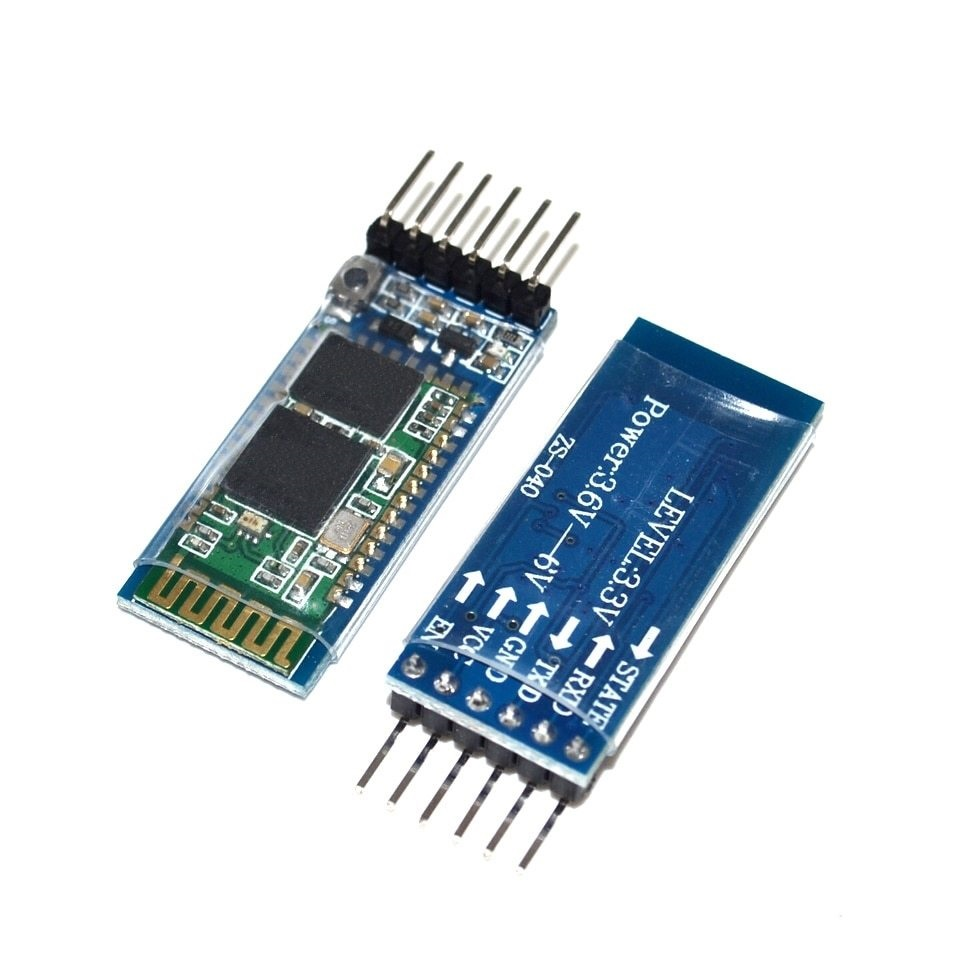 ZS-040
Power:3.6V--6V
LEVEL:3.3V
EN
VCC
GND
TXD
RXD
STATE